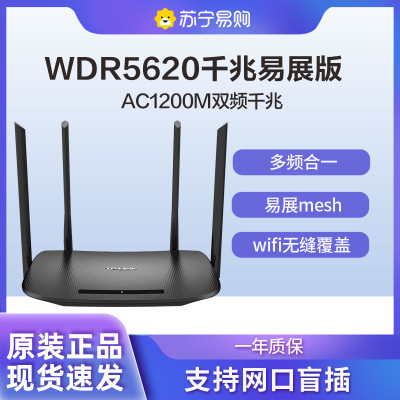 苏宁易购
WDR5620千兆易展版
AC1200M双频千兆
多频合一
易展mesh
wifi无缝覆盖
TP-LINK
原装正品
现货速发
一年质保
支持网口盲插